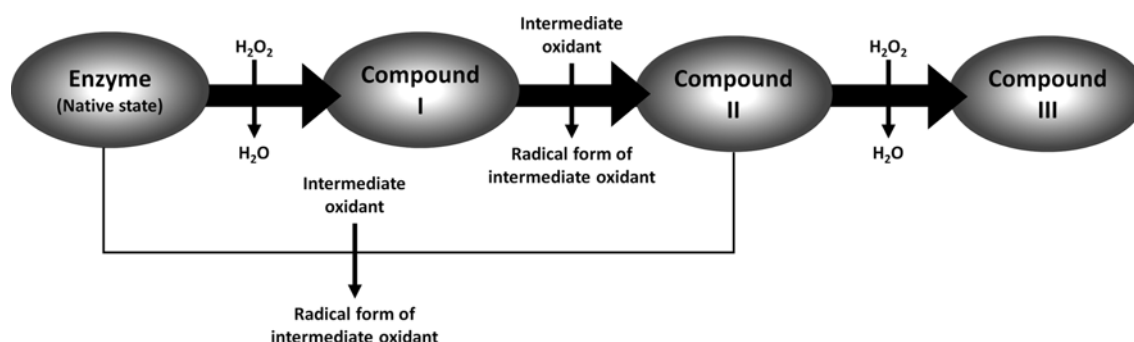 Enzyme
(Native state)
H₂O₂
H₂O
Compound
I
Intermediate
oxidant
Radical form of
intermediate oxidant
Compound
II
H₂O₂
H₂O
Compound
III
Intermediate
oxidant
Radical form of
intermediate oxidant